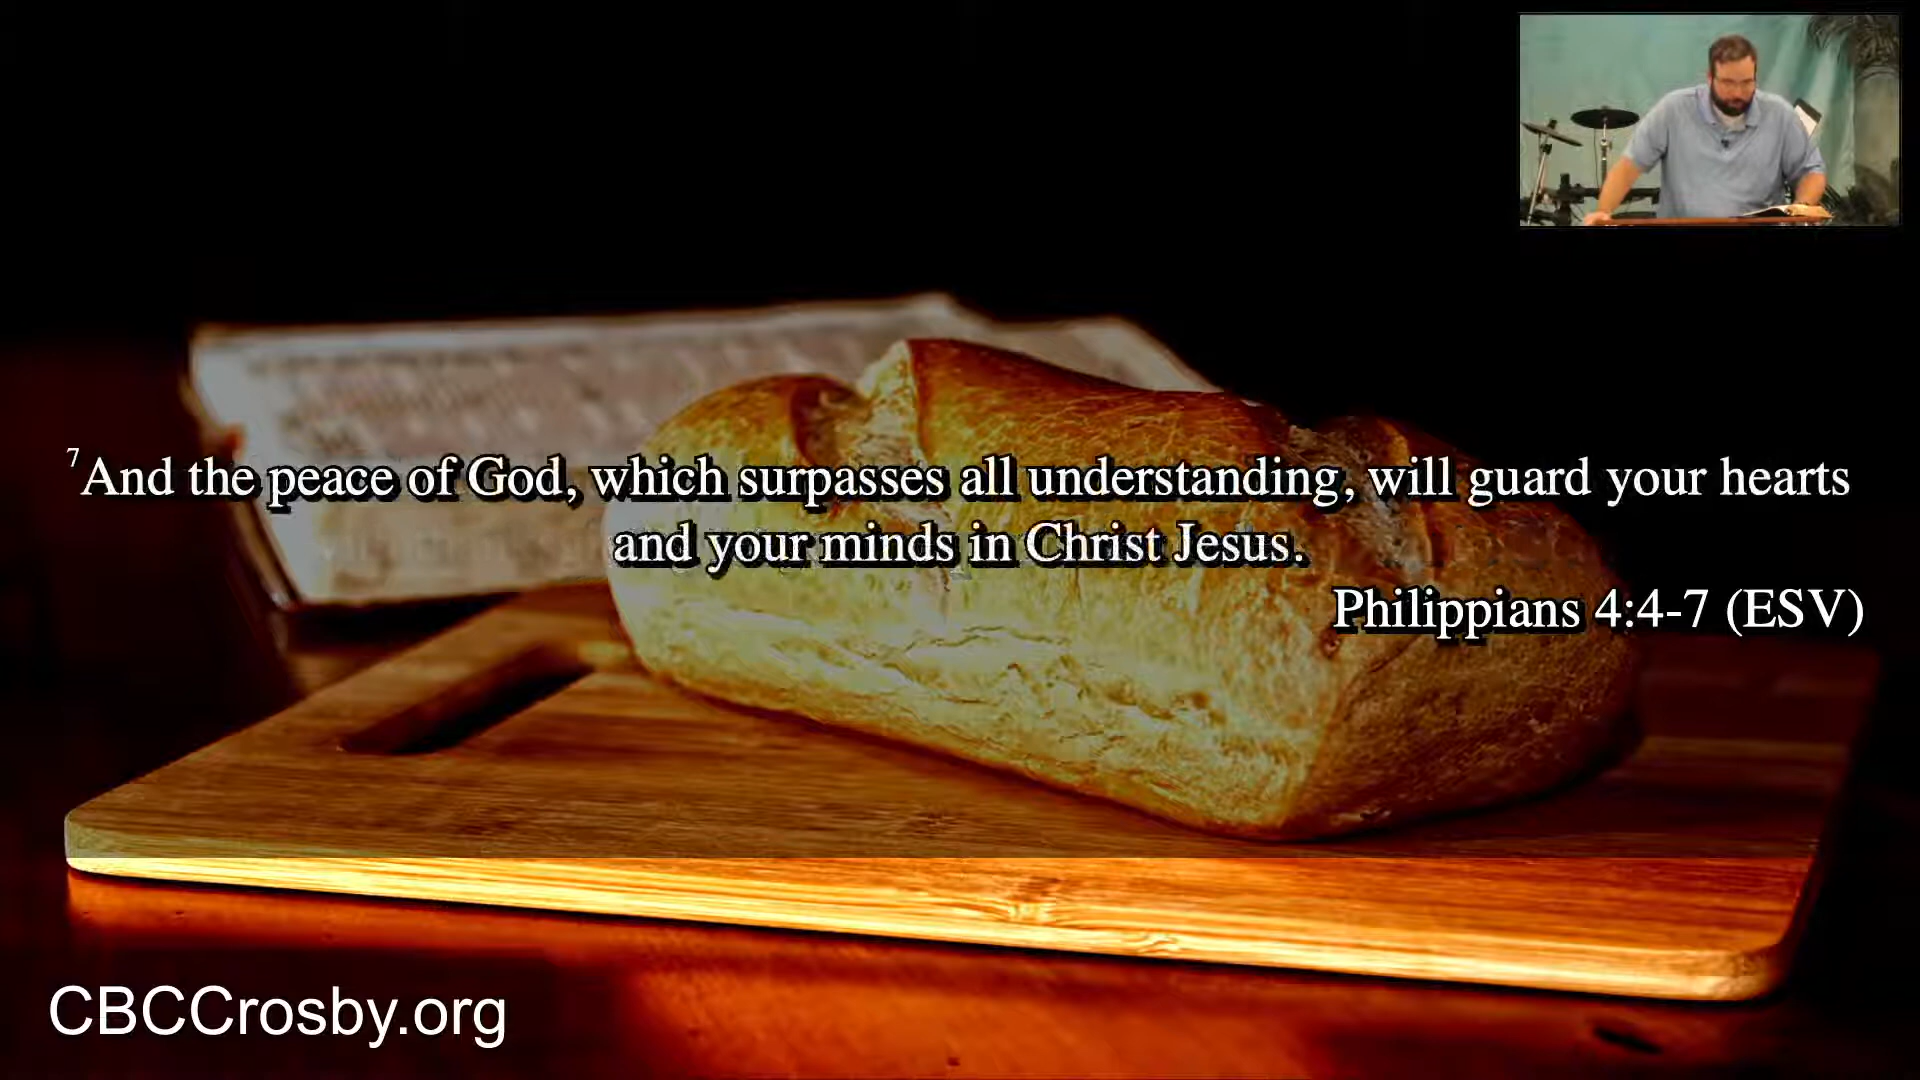 ⁷And the peace of God, which surpasses all understanding, will guard your hearts
and your minds in Christ Jesus.
Philippians 4:4-7 (ESV)
CBCCrosby.org